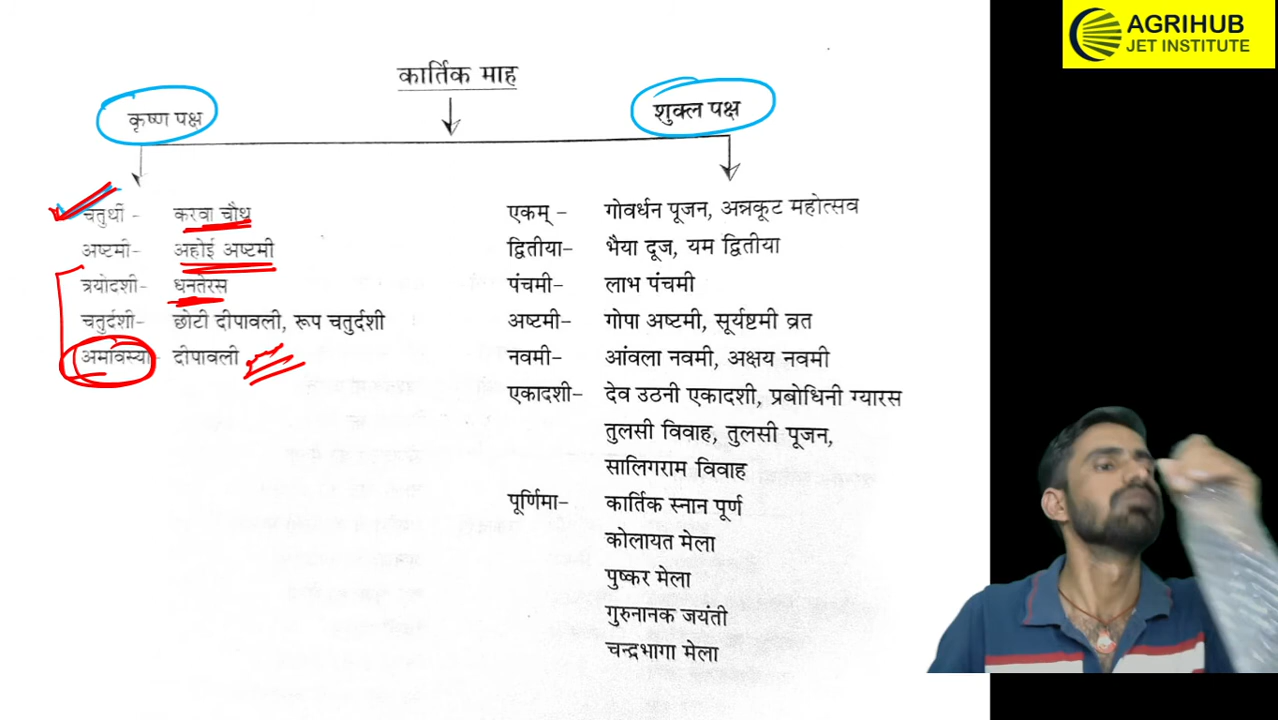 AGRIHUB
JET INSTITUTE
कार्तिक माह
कृष्ण पक्ष
शुक्ल पक्ष
चतुर्थी - करवा चौथ
अष्टमी- अहोई अष्टमी
त्रयोदशी- धनतेरस
चतुर्दशी- छोटी दीपावली, रूप चतुर्दशी
अमावस्या- दीपावली
एकम् - गोवर्धन पूजन, अन्नकूट महोत्सव
द्वितीया- भैया दूज, यम द्वितीया
पंचमी- लाभ पंचमी
अष्टमी- गोपा अष्टमी, सूर्यष्टमी व्रत
नवमी- आंवला नवमी, अक्षय नवमी
एकादशी- देव उठनी एकादशी, प्रबोधिनी ग्यारस
तुलसी विवाह, तुलसी पूजन,
सालिगराम विवाह
पूर्णिमा- कार्तिक स्नान पूर्ण
कोलायत मेला
पुष्कर मेला
गुरुनानक जयंती
चन्द्रभागा मेला